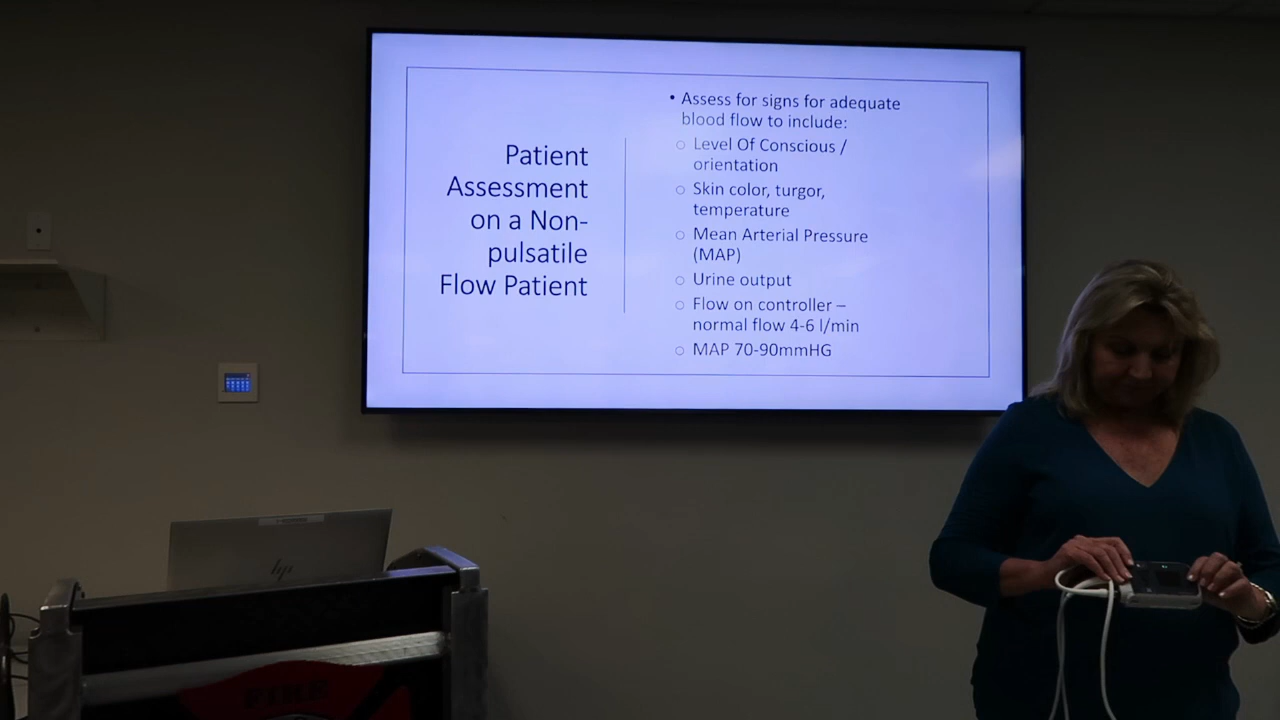 Patient
Assessment
on a Non-
pulsatile
Flow Patient
• Assess for signs for adequate
blood flow to include:
○ Level Of Conscious /
orientation
○ Skin color, turgor,
temperature
○ Mean Arterial Pressure
(MAP)
○ Urine output
○ Flow on controller –
normal flow 4-6 l/min
○ MAP 70-90mmHG
hp
FIRE